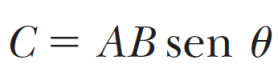 C = AB sen θ